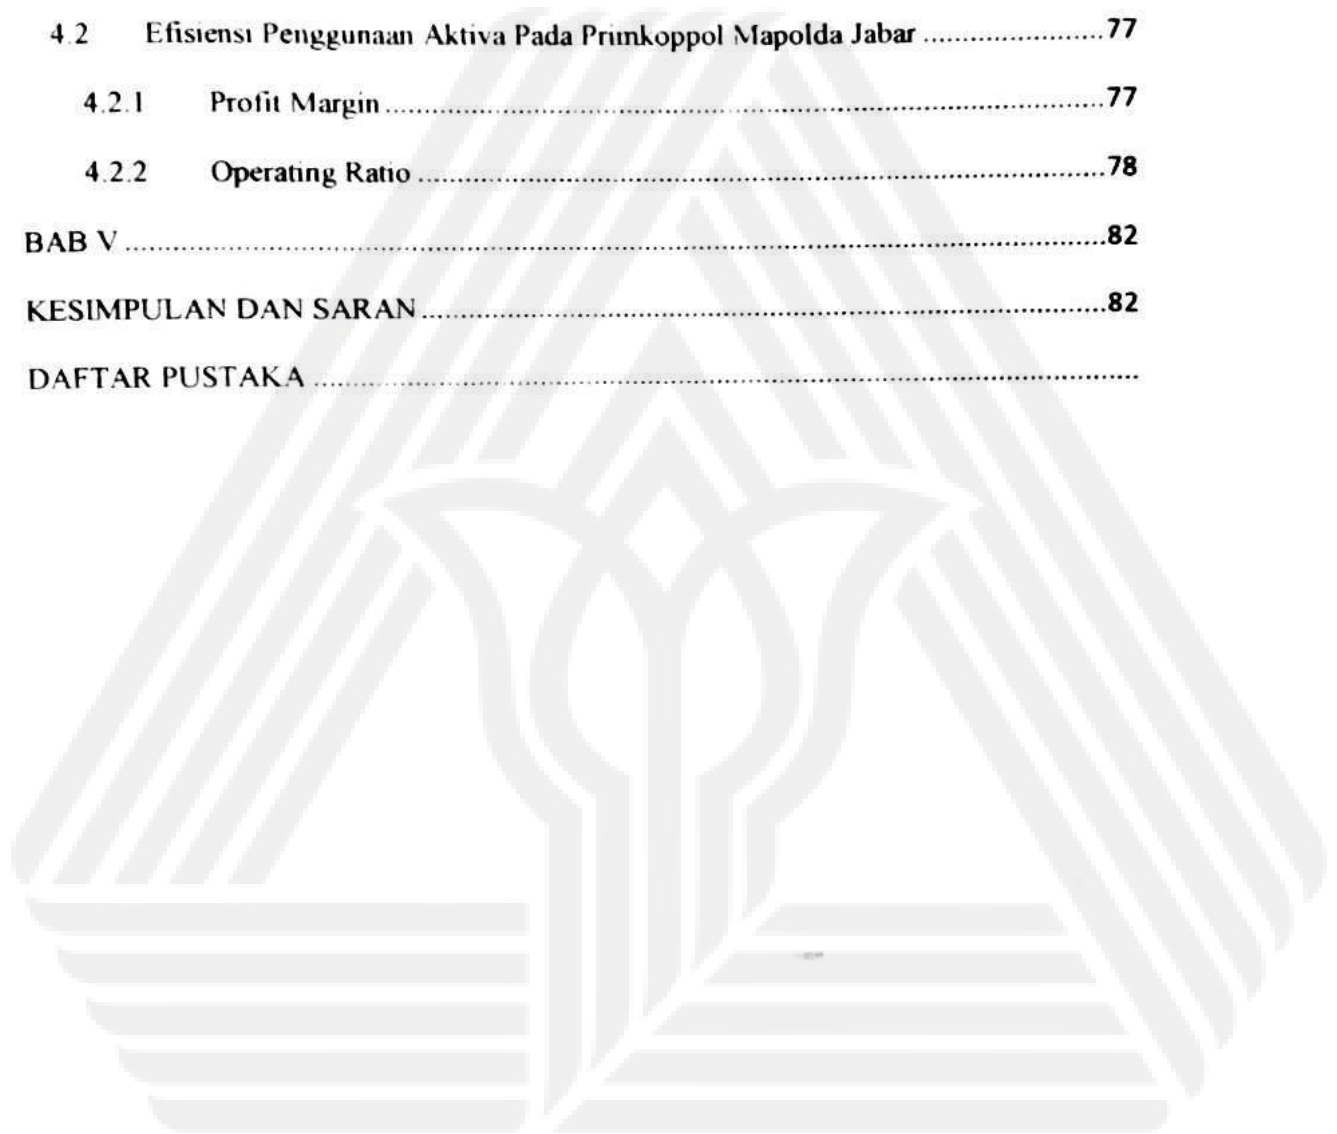 4.2 Efisiensi Penggunaan Aktiva Pada Primkoppol Mapolda Jabar ........................77
4.2.1 Profit Margin ........................................................................77
4.2.2 Operating Ratio .....................................................................78
BAB V ..........................................................................................82
KESIMPULAN DAN SARAN .................................................................82
DAFTAR PUSTAKA ..........................................................................